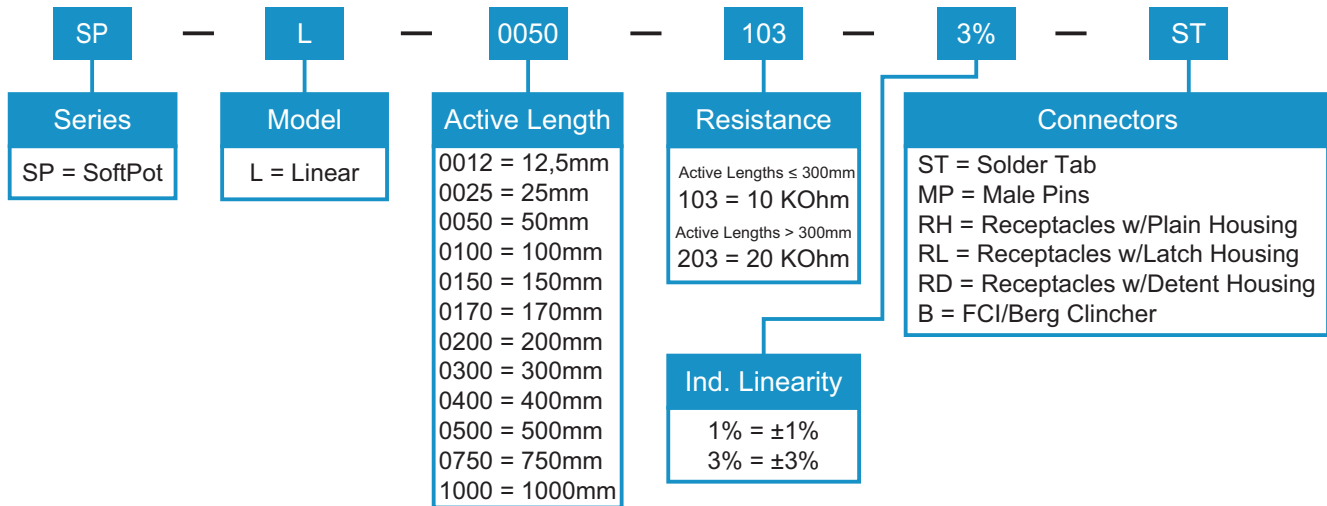 SP — L — 0050 — 103 — 3% — ST
Series
SP = SoftPot
Model
L = Linear
Active Length
0012 = 12,5mm
0025 = 25mm
0050 = 50mm
0100 = 100mm
0150 = 150mm
0170 = 170mm
0200 = 200mm
0300 = 300mm
0400 = 400mm
0500 = 500mm
0750 = 750mm
1000 = 1000mm
Resistance
Active Lengths ≤ 300mm
103 = 10 KOhm
Active Lengths > 300mm
203 = 20 KOhm
Ind. Linearity
1% = ±1%
3% = ±3%
Connectors
ST = Solder Tab
MP = Male Pins
RH = Receptacles w/Plain Housing
RL = Receptacles w/Latch Housing
RD = Receptacles w/Detent Housing
B = FCI/Berg Clincher